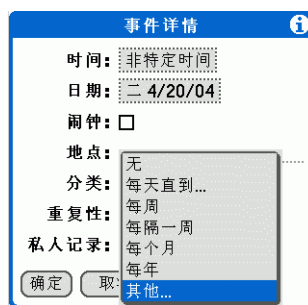 事件详情
时间: 非特定时间
日期: 二 4/20/04
闹钟:
地点:
分类:
重复性:
私人记录:
无
每天直到...
每周
每隔一周
每个月
每年
其他...
确定